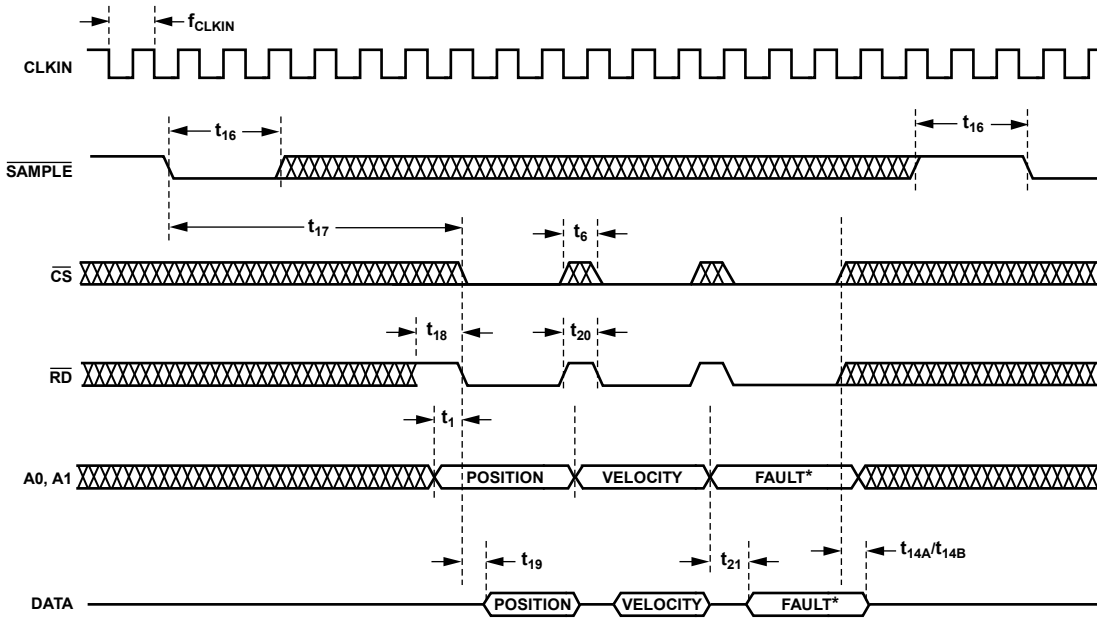 fCLKIN
CLKIN
t16 t16
SAMPLE
t17 t6
CS
t18 t20
RD
t1
A0, A1 POSITION VELOCITY FAULT*
t19 t21 t14A/t14B
DATA POSITION VELOCITY FAULT*